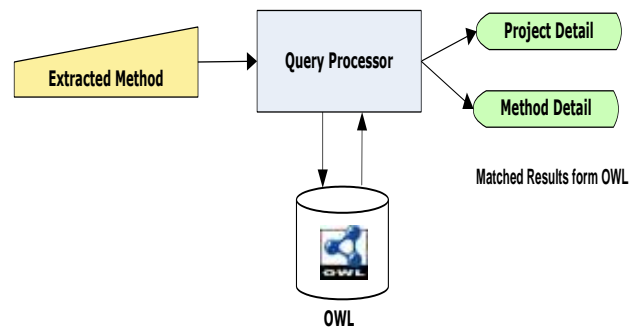 Extracted Method
Query Processor
Project Detail
Method Detail
Matched Results form OWL
OWL
OWL